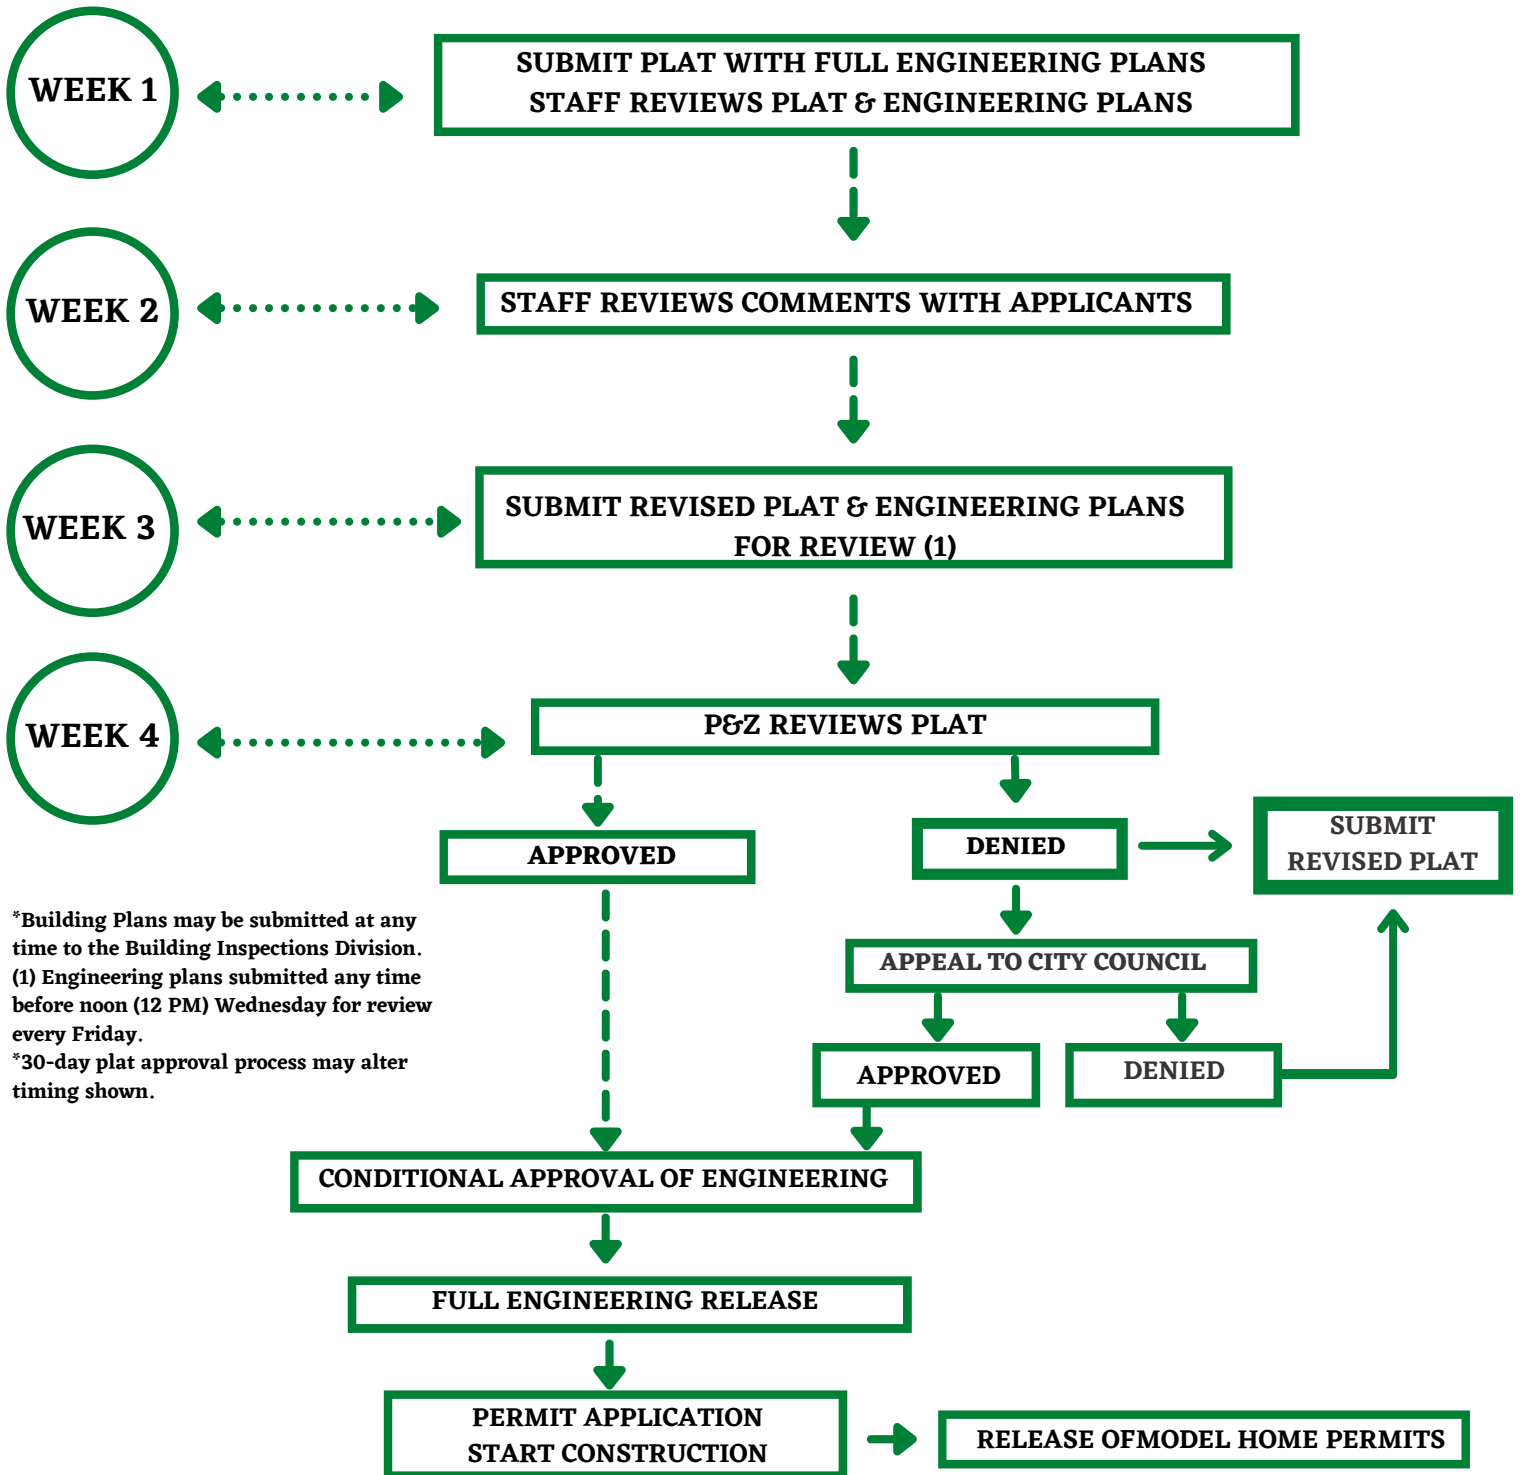 WEEK 1
SUBMIT PLAT WITH FULL ENGINEERING PLANS
STAFF REVIEWS PLAT & ENGINEERING PLANS
WEEK 2
STAFF REVIEWS COMMENTS WITH APPLICANTS
WEEK 3
SUBMIT REVISED PLAT & ENGINEERING PLANS
FOR REVIEW (1)
WEEK 4
P&Z REVIEWS PLAT
APPROVED
DENIED
SUBMIT
REVISED PLAT
*Building Plans may be submitted at any
time to the Building Inspections Division.
(1) Engineering plans submitted any time
before noon (12 PM) Wednesday for review
every Friday.
*30-day plat approval process may alter
timing shown.
APPEAL TO CITY COUNCIL
APPROVED
DENIED
CONDITIONAL APPROVAL OF ENGINEERING
FULL ENGINEERING RELEASE
PERMIT APPLICATION
START CONSTRUCTION
RELEASE OFMODEL HOME PERMITS